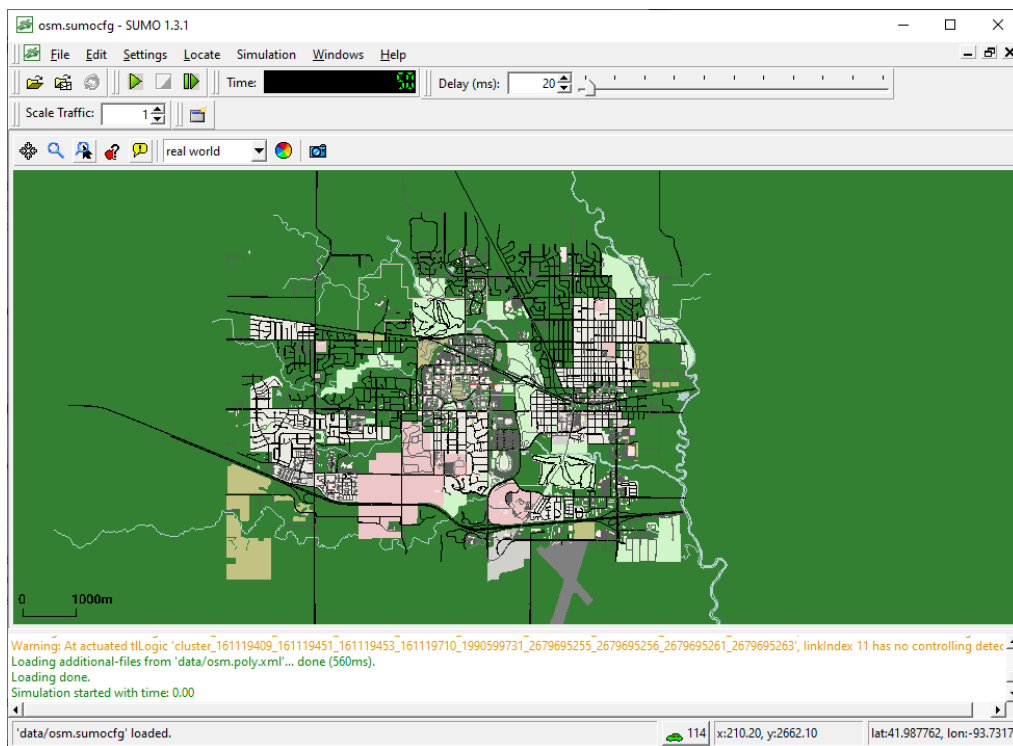 osm.sumocfg - SUMO 1.3.1
File Edit Settings Locate Simulation Windows Help
Time: 58 Delay (ms): 20
Scale Traffic: 1
real world
0 1000m
Warning: At actuated tlLogic 'cluster_161119409_161119451_161119453_161119710_1990599731_2679695255_2679695256_2679695261_2679695263', linkIndex 11 has no controlling detec
Loading additional-files from 'data/osm.poly.xml'... done (560ms).
Loading done.
Simulation started with time: 0.00
'data/osm.sumocfg' loaded. 114 x:210.20, y:2662.10 lat:41.987762, lon:-93.7317